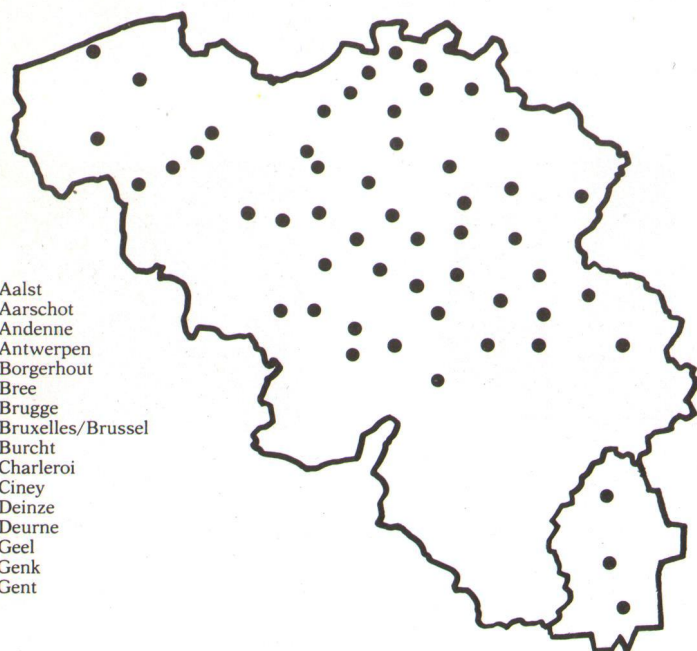 Aalst
Aarschot
Andenne
Antwerpen
Borgerhout
Bree
Brugge
Bruxelles/Brussel
Burcht
Charleroi
Ciney
Deinze
Deurne
Geel
Genk
Gent